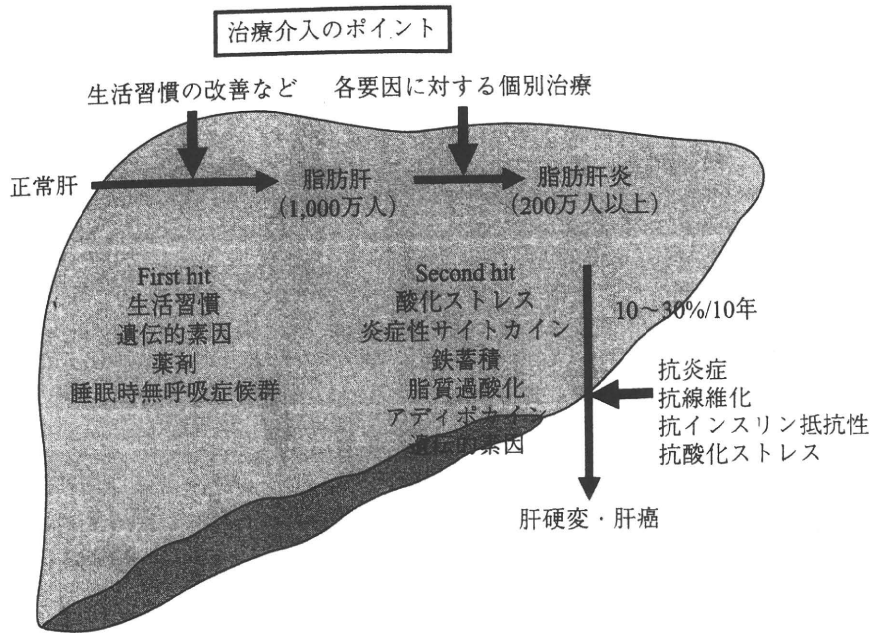 治療介入のポイント
生活習慣の改善など
各要因に対する個別治療
正常肝
脂肪肝
(1,000万人)
脂肪肝炎
(200万人以上)
First hit
生活習慣
遺伝的素因
薬剤
睡眠時無呼吸症候群
Second hit
酸化ストレス
炎症性サイトカイン
鉄蓄積
脂質過酸化
アディポカイン
遺伝的素因
10〜30%/10年
抗炎症
抗線維化
抗インスリン抵抗性
抗酸化ストレス
肝硬変・肝癌